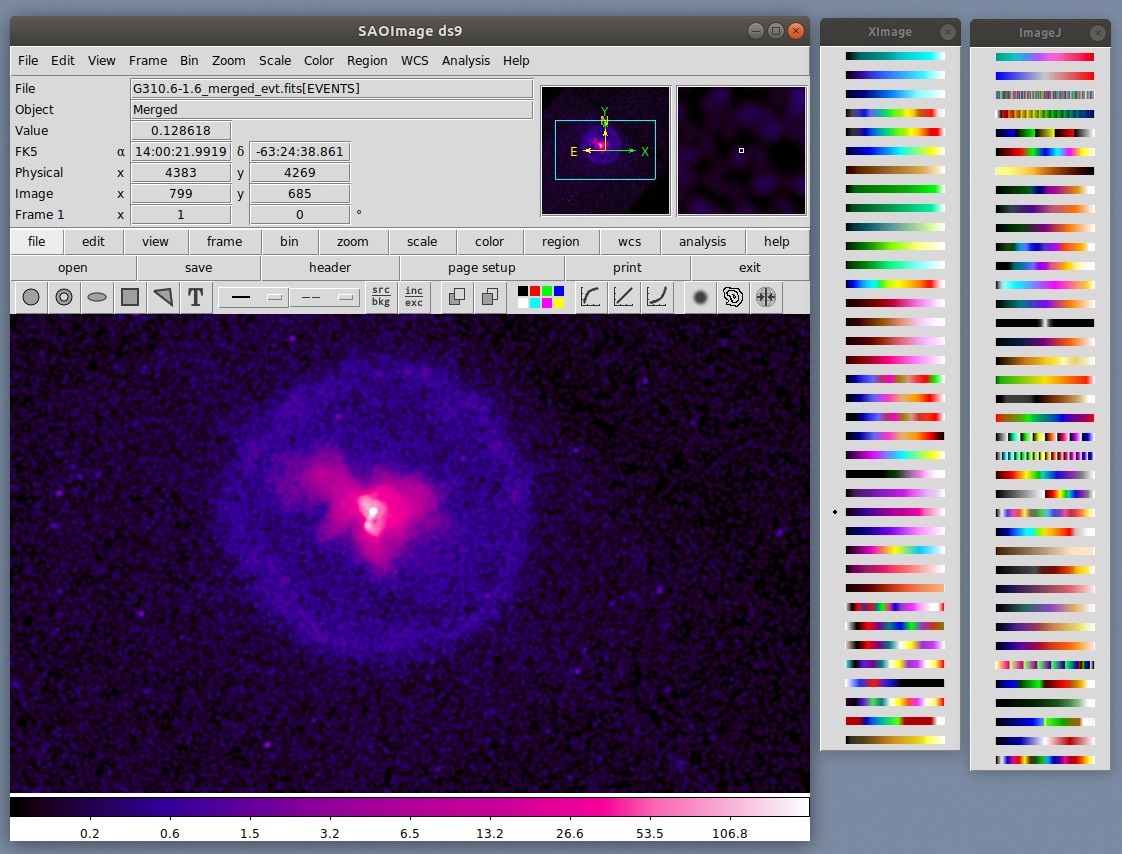 SAOImage ds9
XImage
ImageJ
File Edit View Frame Bin Zoom Scale Color Region WCS Analysis Help
File G310.6-1.6_merged_evt.fits[EVENTS]
Object Merged
Value 0.128618
FK5 α 14:00:21.9919 δ -63:24:38.861
Physical x 4383 y 4269
Image x 799 y 685
Frame 1 x 1 0 °
Y
N
E X
file edit view frame bin zoom scale color region wcs analysis help
open save header page setup print exit
T
src
bkg
inc
exc
0.2 0.6 1.5 3.2 6.5 13.2 26.6 53.5 106.8